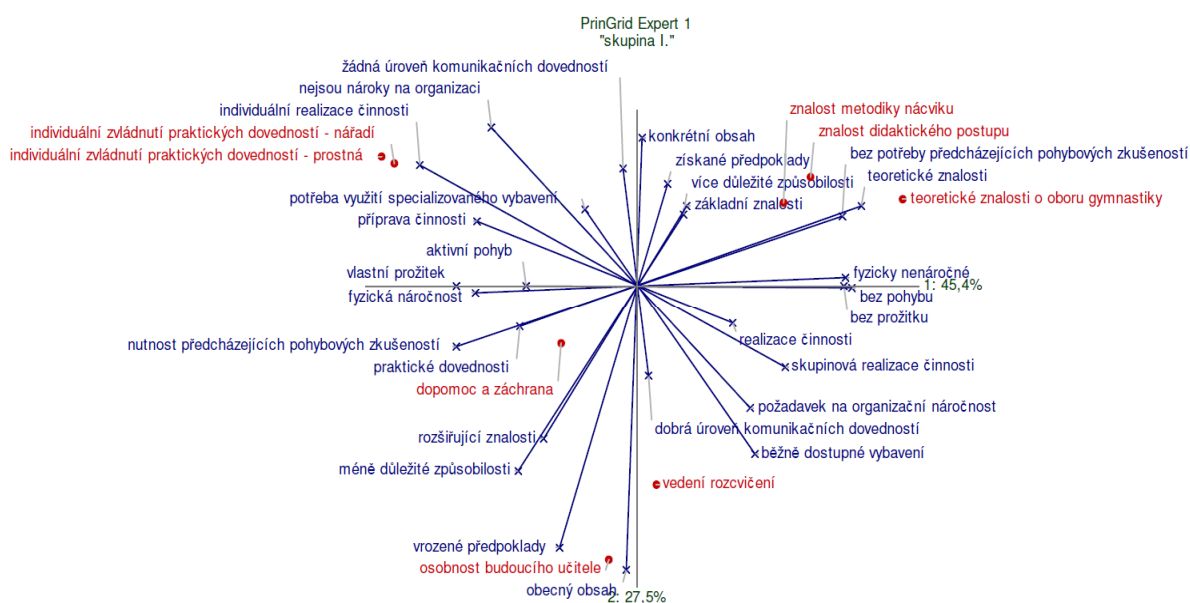 PrinGrid Expert 1
"skupina I."
žádná úroveň komunikačních dovedností
nejsou nároky na organizaci
individuální realizace činnosti
individuální zvládnutí praktických dovedností - nářadí
individuální zvládnutí praktických dovedností - prostná
znalost metodiky nácviku
znalost didaktického postupu
konkrétní obsah
bez potřeby předcházejících pohybových zkušeností
získané předpoklady
teoretické znalosti
více důležité způsobilosti
potřeba využití specializovaného vybavení
základní znalosti
teoretické znalosti o oboru gymnastiky
příprava činnosti
aktivní pohyb
vlastní prožitek
fyzicky nenáročné
1: 45,4%
fyzická náročnost
bez pohybu
bez prožitku
realizace činnosti
nutnost předcházejících pohybových zkušeností
praktické dovednosti
skupinová realizace činnosti
dopomoc a záchrana
požadavek na organizační náročnost
dobrá úroveň komunikačních dovedností
rozšiřující znalosti
běžně dostupné vybavení
méně důležité způsobilosti
vedení rozcvičení
vrozené předpoklady
osobnost budoucího učitele
obecný obsah
2: 27,5%